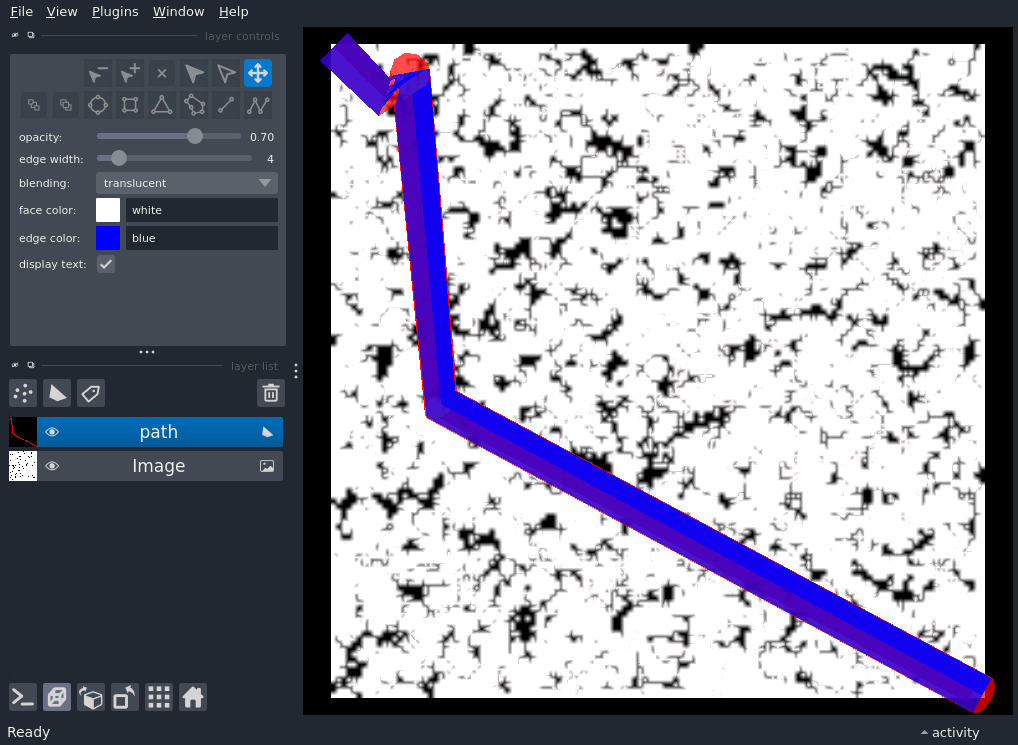 File View Plugins Window Help
layer controls
opacity: 0.70
edge width: 4
blending: translucent
face color: white
edge color: blue
display text:
layer list
path
Image
Ready activity